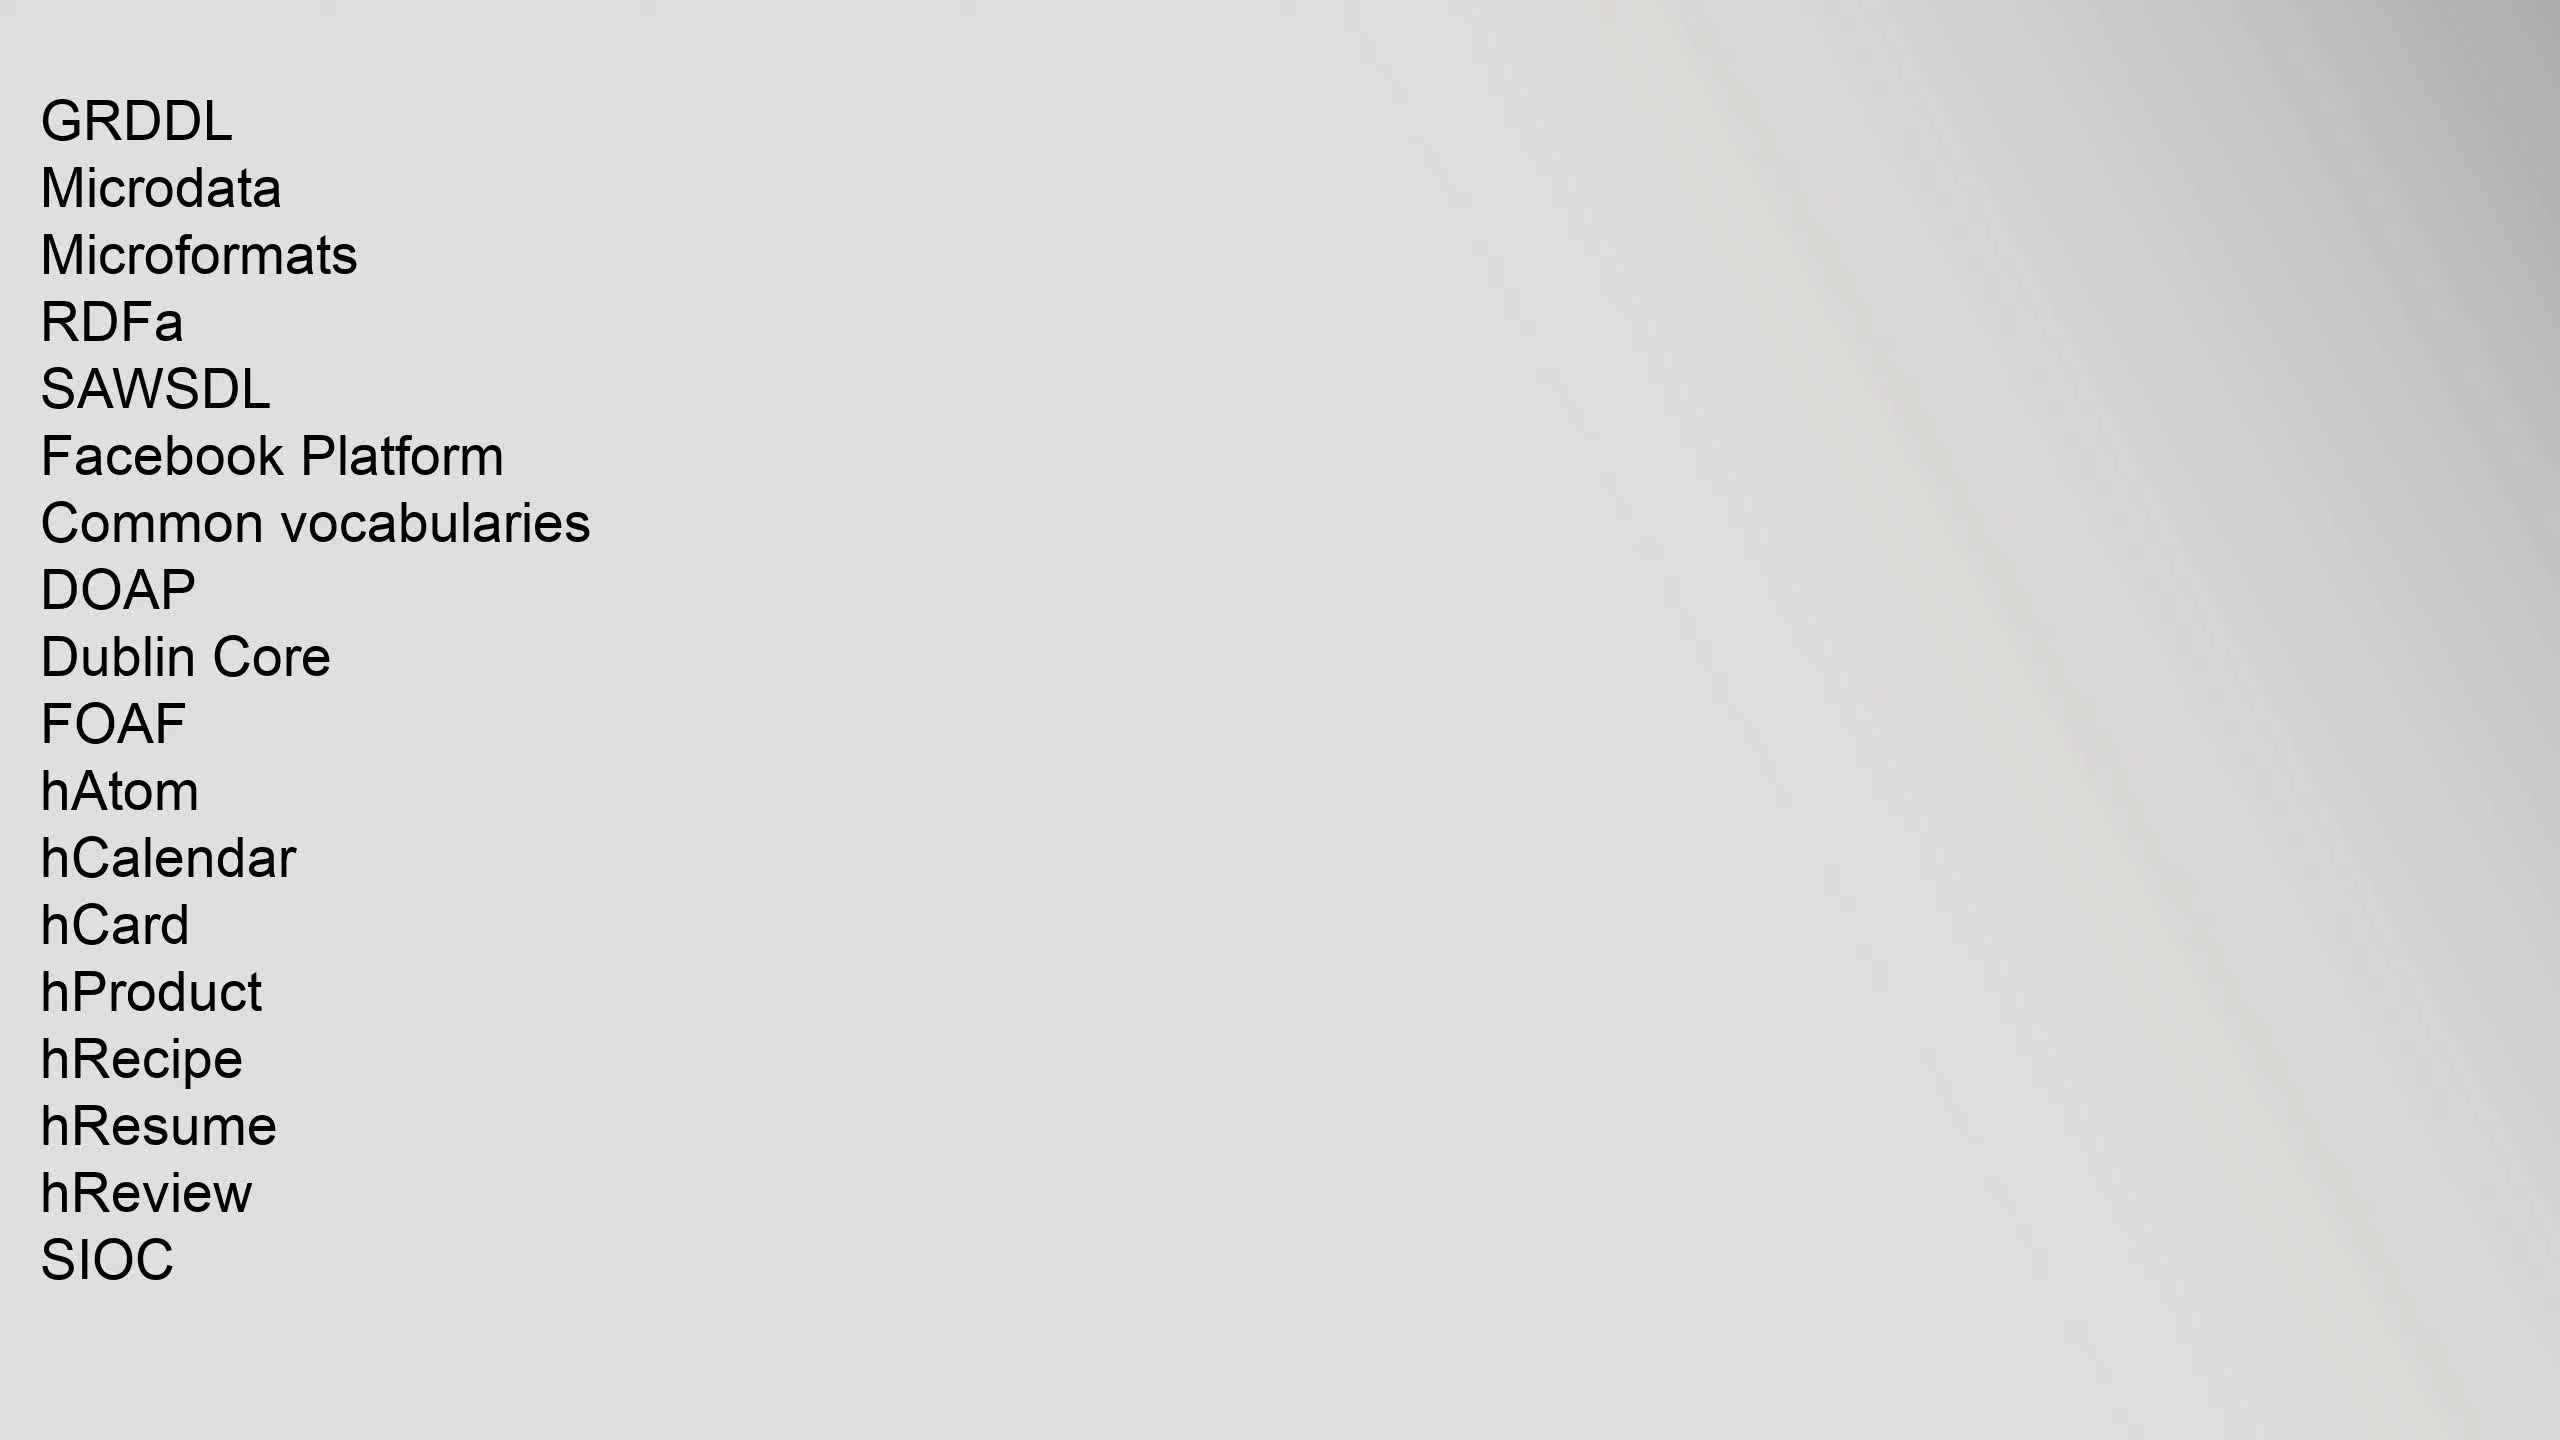 GRDDL
Microdata
Microformats
RDFa
SAWSDL
Facebook Platform
Common vocabularies
DOAP
Dublin Core
FOAF
hAtom
hCalendar
hCard
hProduct
hRecipe
hResume
hReview
SIOC